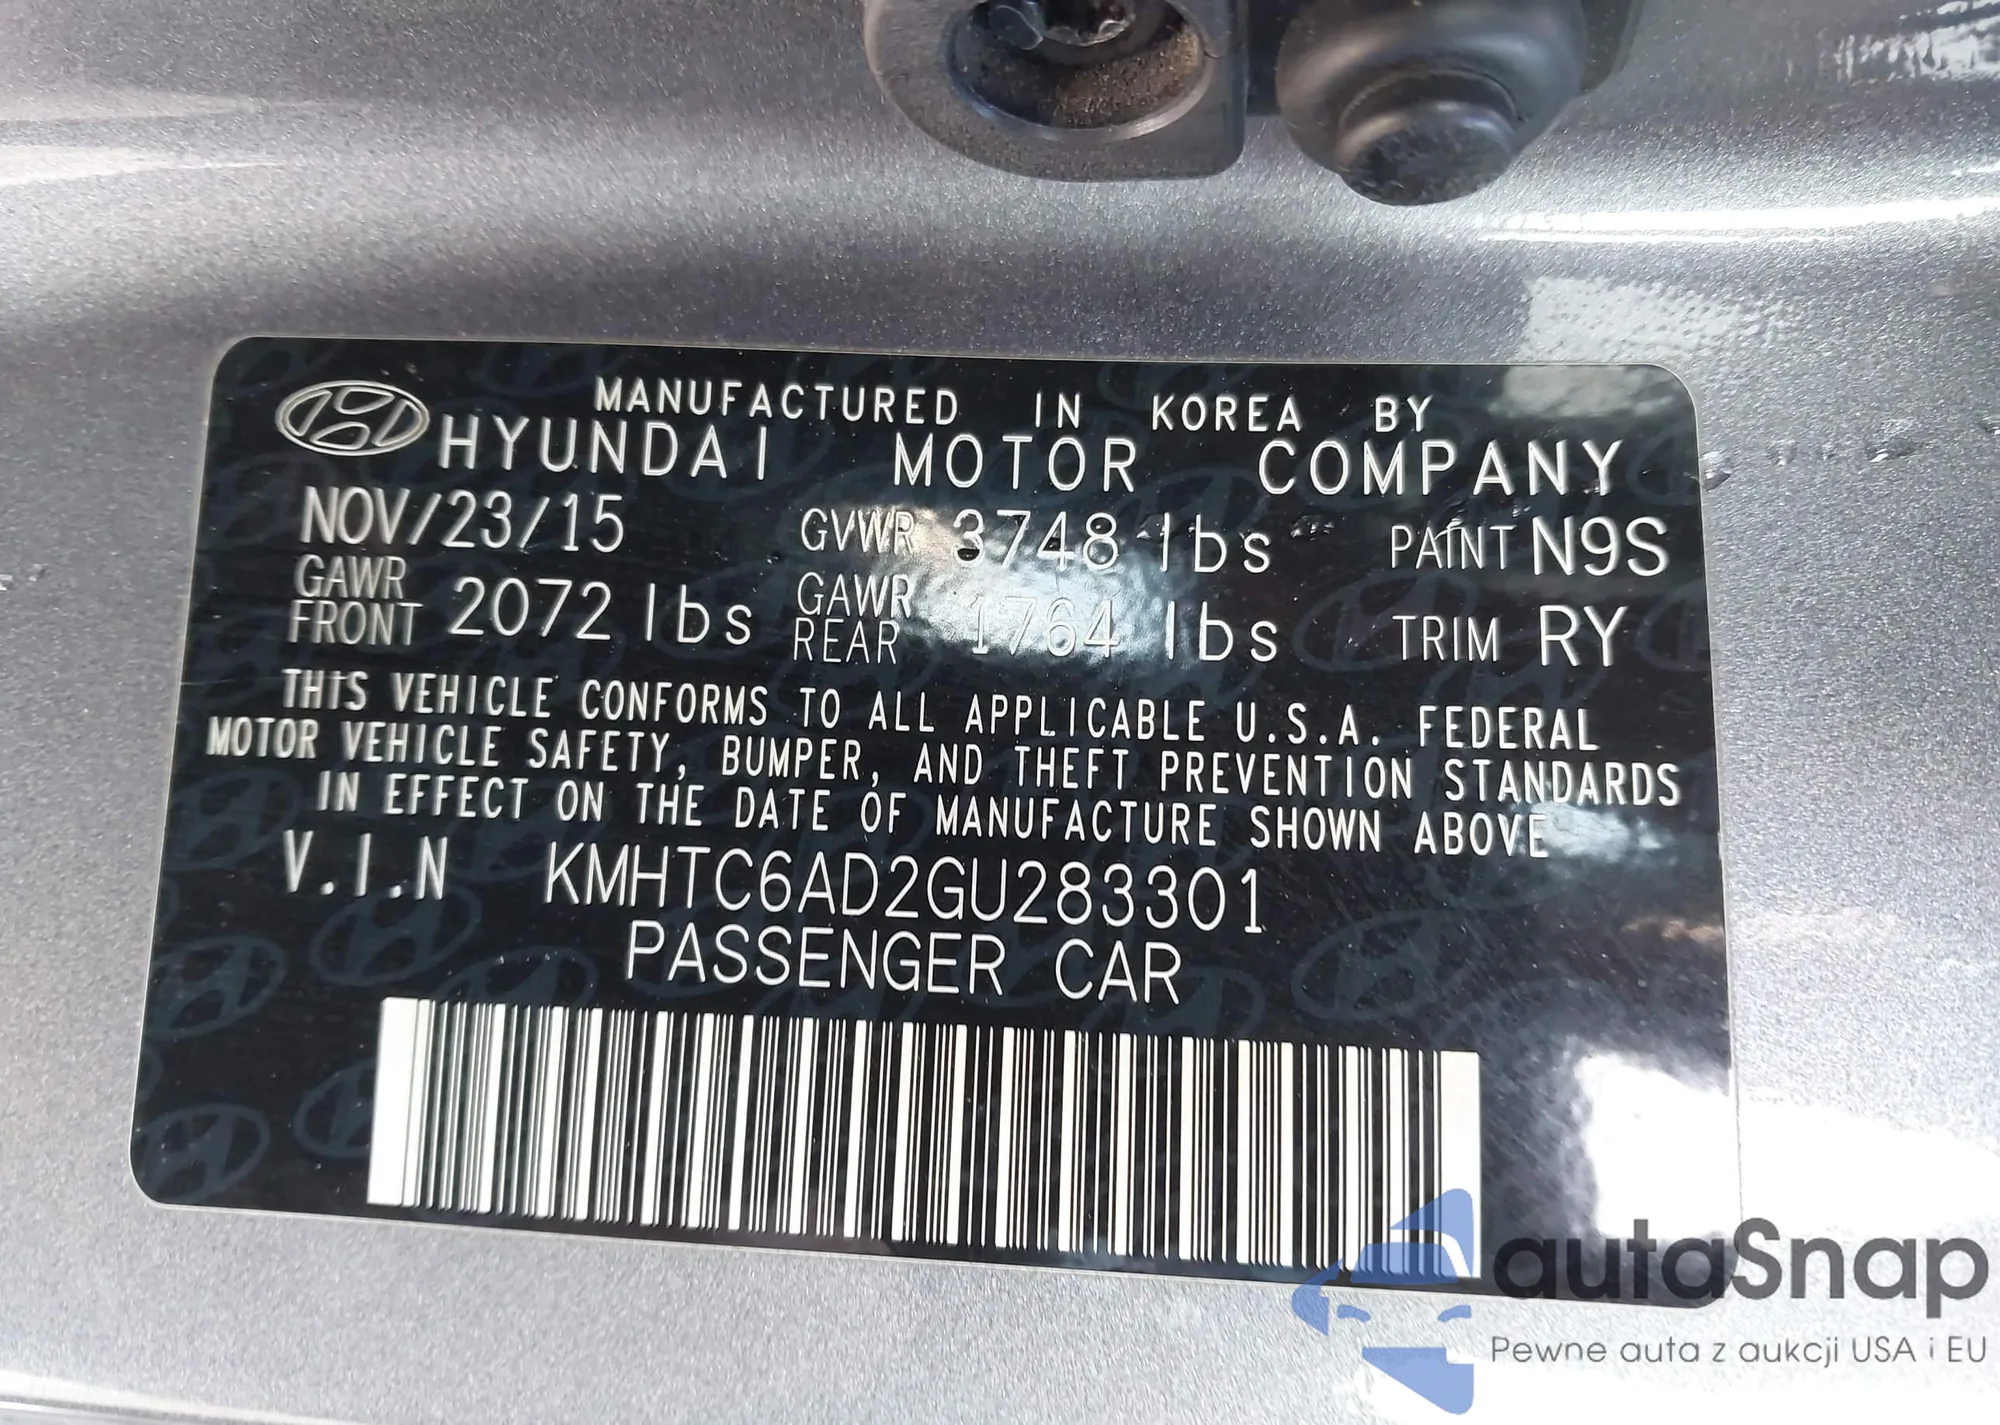 MANUFACTURED IN KOREA BY
HYUNDAI MOTOR COMPANY
NOV/23/15 GVWR 3748 lbs PAINT N9S
GAWR FRONT 2072 lbs GAWR REAR 1764 lbs TRIM RY
THIS VEHICLE CONFORMS TO ALL APPLICABLE U.S.A. FEDERAL
MOTOR VEHICLE SAFETY, BUMPER, AND THEFT PREVENTION STANDARDS
IN EFFECT ON THE DATE OF MANUFACTURE SHOWN ABOVE
V.I.N KMHTC6AD2GU283301
PASSENGER CAR
autoSnap
Pewne auta z aukcji USA i EU